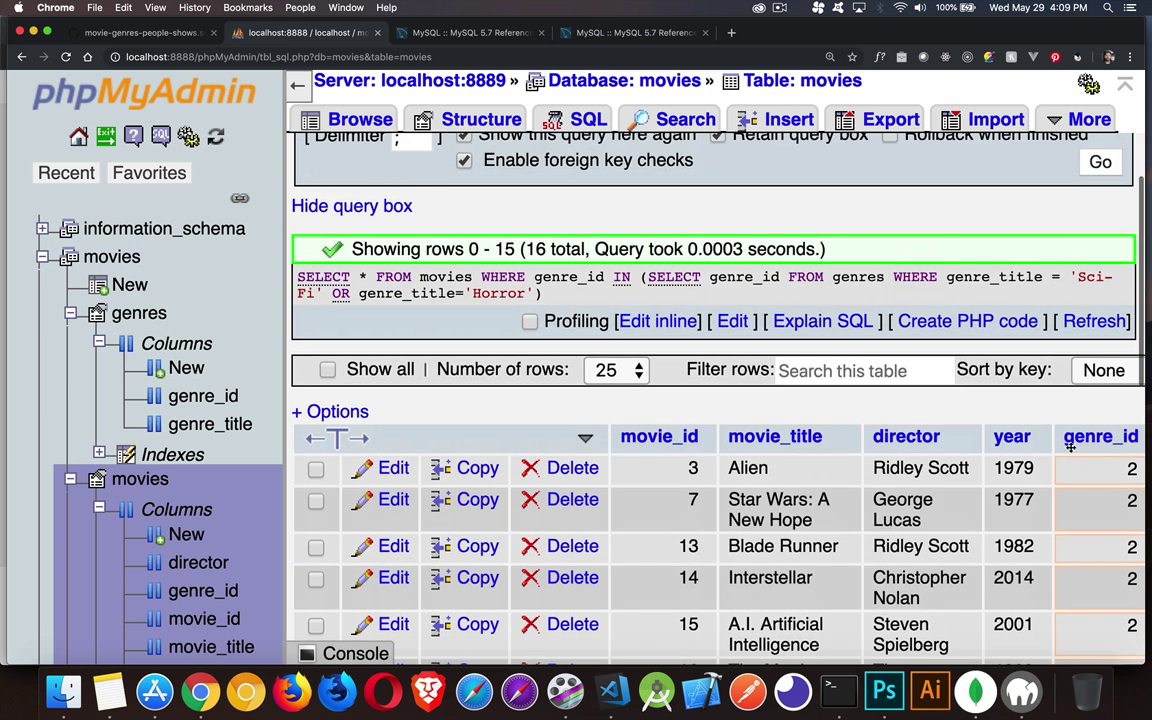 Chrome File Edit View History Bookmarks People Window Help 100% Wed May 29 4:09 PM
movie-genres-people-shows.s × localhost:8888 / localhost / mo × MySQL :: MySQL 5.7 Referenc × MySQL :: MySQL 5.7 Referenc × +
localhost:8888/phpMyAdmin/tbl_sql.php?db=movies&table=movies
phpMyAdmin
Recent Favorites
information_schema
movies
New
genres
Columns
New
genre_id
genre_title
Indexes
movies
Columns
New
director
genre_id
movie_id
movie_title
Server: localhost:8889 » Database: movies » Table: movies
Browse Structure SQL Search Insert Export Import More
[ Delimiter ; ] Show this query here again Retain query box Rollback when finished
Enable foreign key checks Go
Hide query box
Showing rows 0 - 15 (16 total, Query took 0.0003 seconds.)
SELECT * FROM movies WHERE genre_id IN (SELECT genre_id FROM genres WHERE genre_title = 'Sci-
Fi' OR genre_title='Horror')
Profiling [Edit inline] [ Edit ] [ Explain SQL ] [ Create PHP code ] [ Refresh]
Show all | Number of rows: 25 Filter rows: Search this table Sort by key: None
+ Options
←T→ movie_id movie_title director year genre_id
Edit Copy Delete 3 Alien Ridley Scott 1979 2
Edit Copy Delete 7 Star Wars: A George 1977 2
New Hope Lucas
Edit Copy Delete 13 Blade Runner Ridley Scott 1982 2
Edit Copy Delete 14 Interstellar Christopher 2014 2
Nolan
Edit Copy Delete 15 A.I. Artificial Steven 2001 2
Intelligence Spielberg
Console
Ps Ai